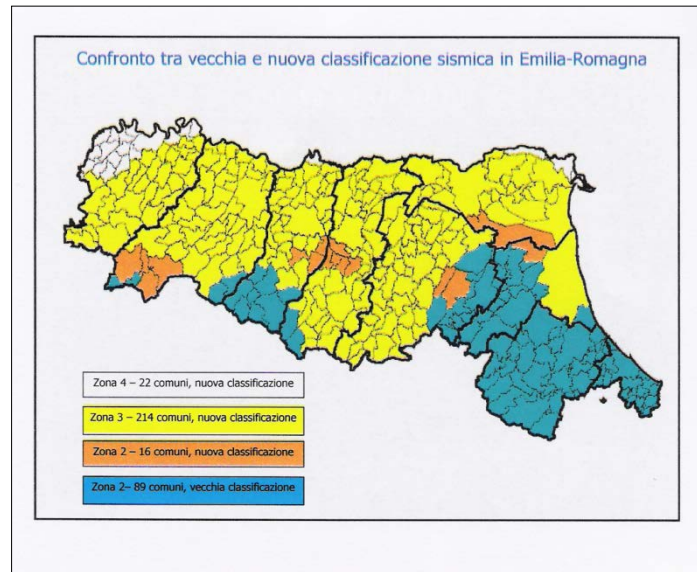 Confronto tra vecchia e nuova classificazione sismica in Emilia-Romagna
Zona 4 – 22 comuni, nuova classificazione
Zona 3 – 214 comuni, nuova classificazione
Zona 2 – 16 comuni, nuova classificazione
Zona 2– 89 comuni, vecchia classificazione